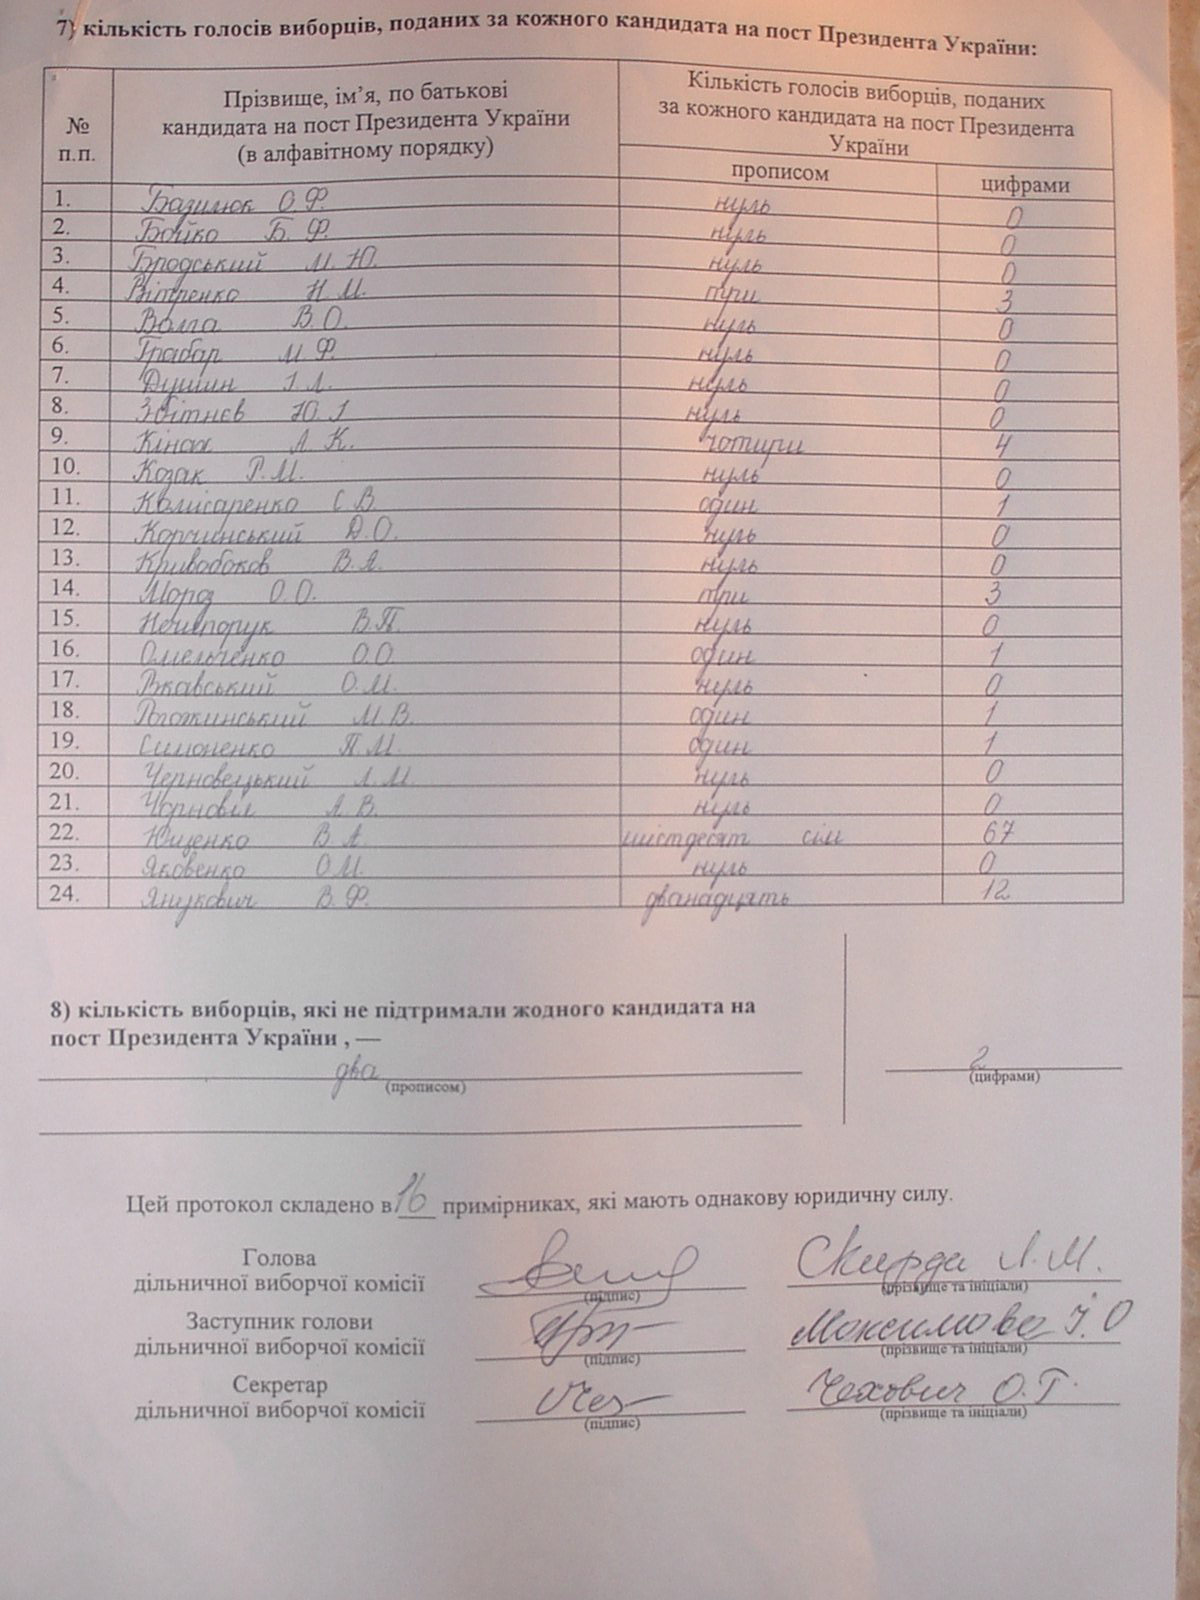 7) кількість голосів виборців, поданих за кожного кандидата на пост Президента України:
№ п.п.
Прізвище, ім’я, по батькові кандидата на пост Президента України (в алфавітному порядку)
Кількість голосів виборців, поданих за кожного кандидата на пост Президента України
прописом цифрами
1. Базилюк О.Ф. нуль 0
2. Бойко Б. Ф. нуль 0
3. Бродський М.Ю. нуль 0
4. Вітренко Н.М. три 3
5. Волга В.О. нуль 0
6. Грабар М.Ф. нуль 0
7. Душин І.Л. нуль 0
8. Збітнєв Ю.І нуль 0
9. Кінах А.К. чотири 4
10. Козак Р.М. нуль 0
11. Комісаренко С.В. один 1
12. Корчинський Д.О. нуль 0
13. Кривобоков В.А. нуль 0
14. Мороз О.О. три 3
15. Нечипорук В.П. нуль 0
16. Омельченко О.О. один 1
17. Ржавський О.М. нуль 0
18. Рогожинський М.В. один 1
19. Симоненко П.М. один 1
20. Черновецький Л.М. нуль 0
21. Чорновіл А.В. нуль 0
22. Ющенко В.А. шістдесят сім 67
23. Яковенко О.М. нуль 0
24. Янукович В.Ф. дванадцять 12
8) кількість виборців, які не підтримали жодного кандидата на
пост Президента України , —
два 2
(прописом) (цифрами)
Цей протокол складено в 16 примірниках, які мають однакову юридичну силу.
Голова
дільничної виборчої комісії Скирда Л.М.
(підпис) (прізвище та ініціали)
Заступник голови
дільничної виборчої комісії Максимова І.О
(підпис) (прізвище та ініціали)
Секретар
дільничної виборчої комісії Чехович О.Г.
(підпис) (прізвище та ініціали)